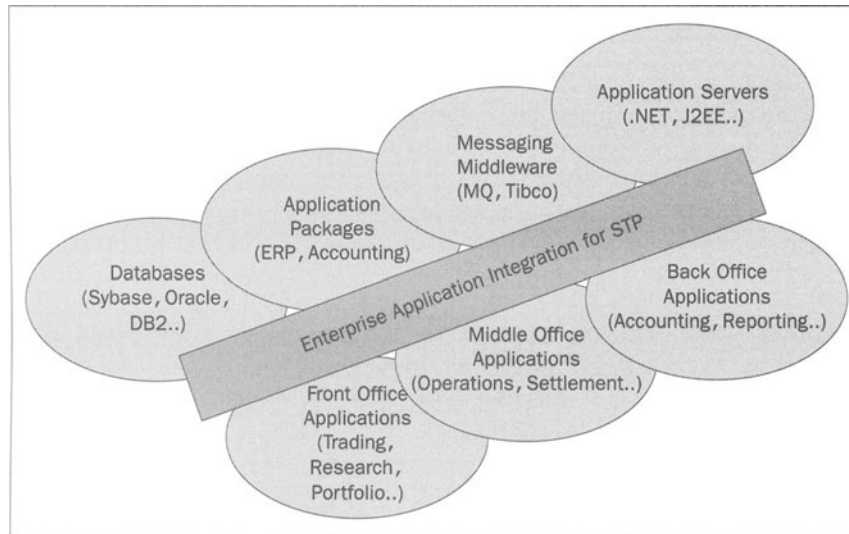 Application Servers
(.NET, J2EE..)
Messaging
Middleware
(MQ, Tibco)
Application
Packages
(ERP, Accounting)
Databases
(Sybase, Oracle,
DB2..)
Enterprise Application Integration for STP
Back Office
Applications
(Accounting, Reporting..)
Middle Office
Applications
(Operations, Settlement..)
Front Office
Applications
(Trading,
Research,
Portfolio..)